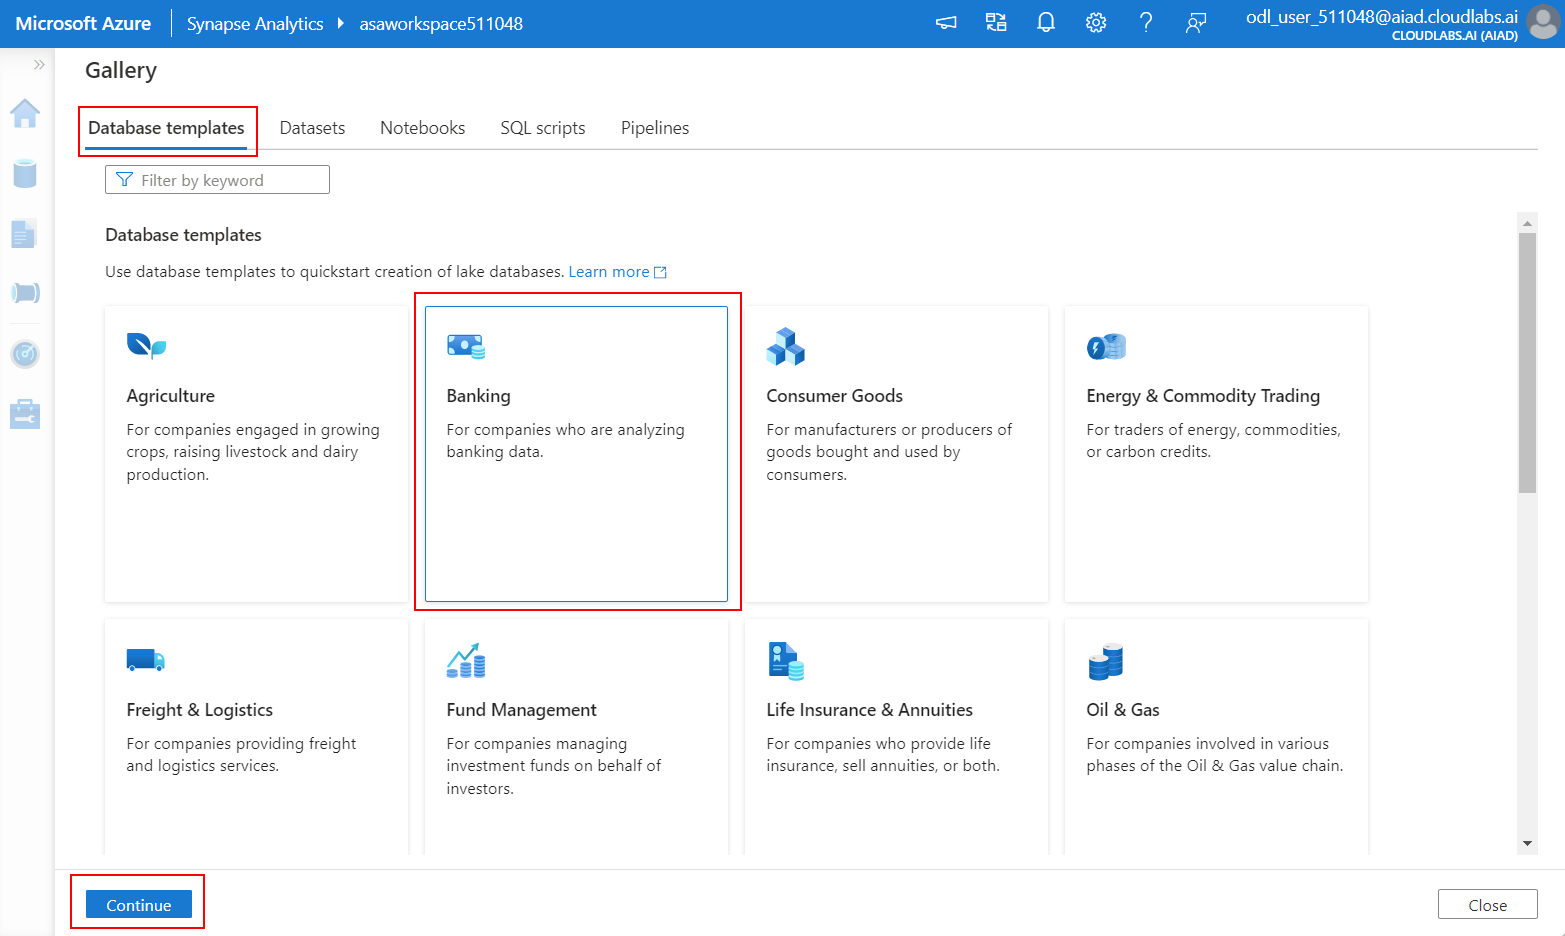 Microsoft Azure
Synapse Analytics
asaworkspace511048
odl_user_511048@aiad.cloudlabs.ai
CLOUDLABS.AI (AIAD)
Gallery
Database templates
Datasets
Notebooks
SQL scripts
Pipelines
Filter by keyword
Database templates
Use database templates to quickstart creation of lake databases. Learn more
Agriculture
For companies engaged in growing
crops, raising livestock and dairy
production.
Banking
For companies who are analyzing
banking data.
Consumer Goods
For manufacturers or producers of
goods bought and used by
consumers.
Energy & Commodity Trading
For traders of energy, commodities,
or carbon credits.
Freight & Logistics
For companies providing freight
and logistics services.
Fund Management
For companies managing
investment funds on behalf of
investors.
Life Insurance & Annuities
For companies who provide life
insurance, sell annuities, or both.
Oil & Gas
For companies involved in various
phases of the Oil & Gas value chain.
Continue
Close